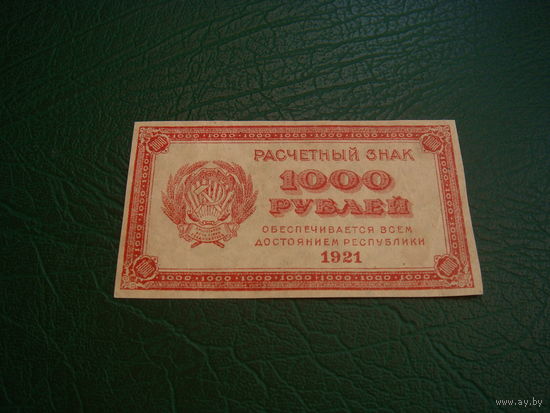 РАСЧЕТНЫЙ ЗНАК
1000
РУБЛЕЙ
ОБЕСПЕЧИВАЕТСЯ ВСЕМ
ДОСТОЯНИЕМ РЕСПУБЛИКИ
1921
www.ay.by